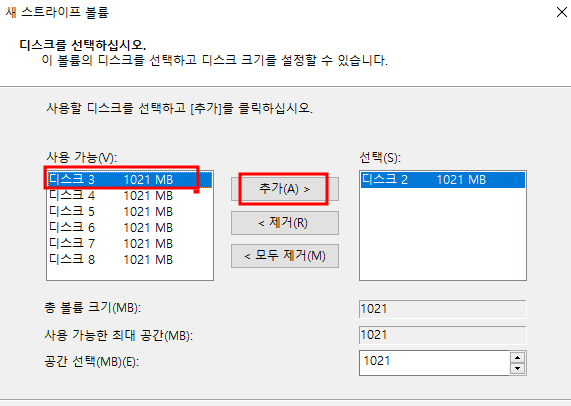 새 스트라이프 볼륨
디스크를 선택하십시오.
이 볼륨의 디스크를 선택하고 디스크 크기를 설정할 수 있습니다.
사용할 디스크를 선택하고 [추가]를 클릭하십시오.
사용 가능(V):
디스크 3 1021 MB
디스크 4 1021 MB
디스크 5 1021 MB
디스크 6 1021 MB
디스크 7 1021 MB
디스크 8 1021 MB
추가(A) >
< 제거(R)
< 모두 제거(M)
선택(S):
디스크 2 1021 MB
총 볼륨 크기(MB): 1021
사용 가능한 최대 공간(MB): 1021
공간 선택(MB)(E): 1021